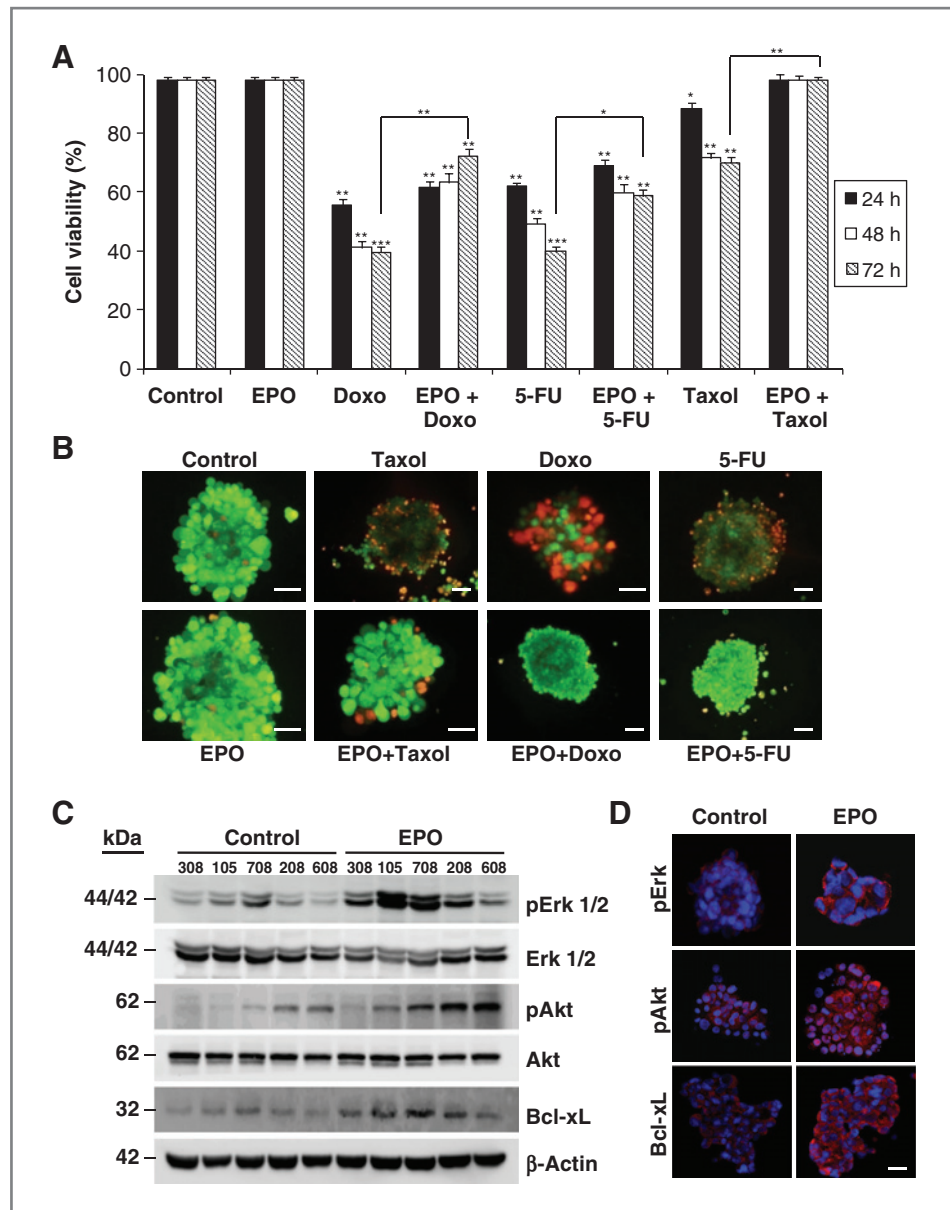 A
Cell viability (%)
100
80
60
40
20
0
** ** *** ** ** ** ** ** *** ** ** ** * ** **
** * **
24 h
48 h
72 h
Control EPO Doxo EPO + Doxo 5-FU EPO + 5-FU Taxol EPO + Taxol
B
Control Taxol Doxo 5-FU
EPO EPO+Taxol EPO+Doxo EPO+5-FU
C
kDa Control EPO
308 105 708 208 608 308 105 708 208 608
44/42 pErk 1/2
44/42 Erk 1/2
62 pAkt
62 Akt
32 Bcl-xL
42 β-Actin
D
Control EPO
pErk
pAkt
Bcl-xL